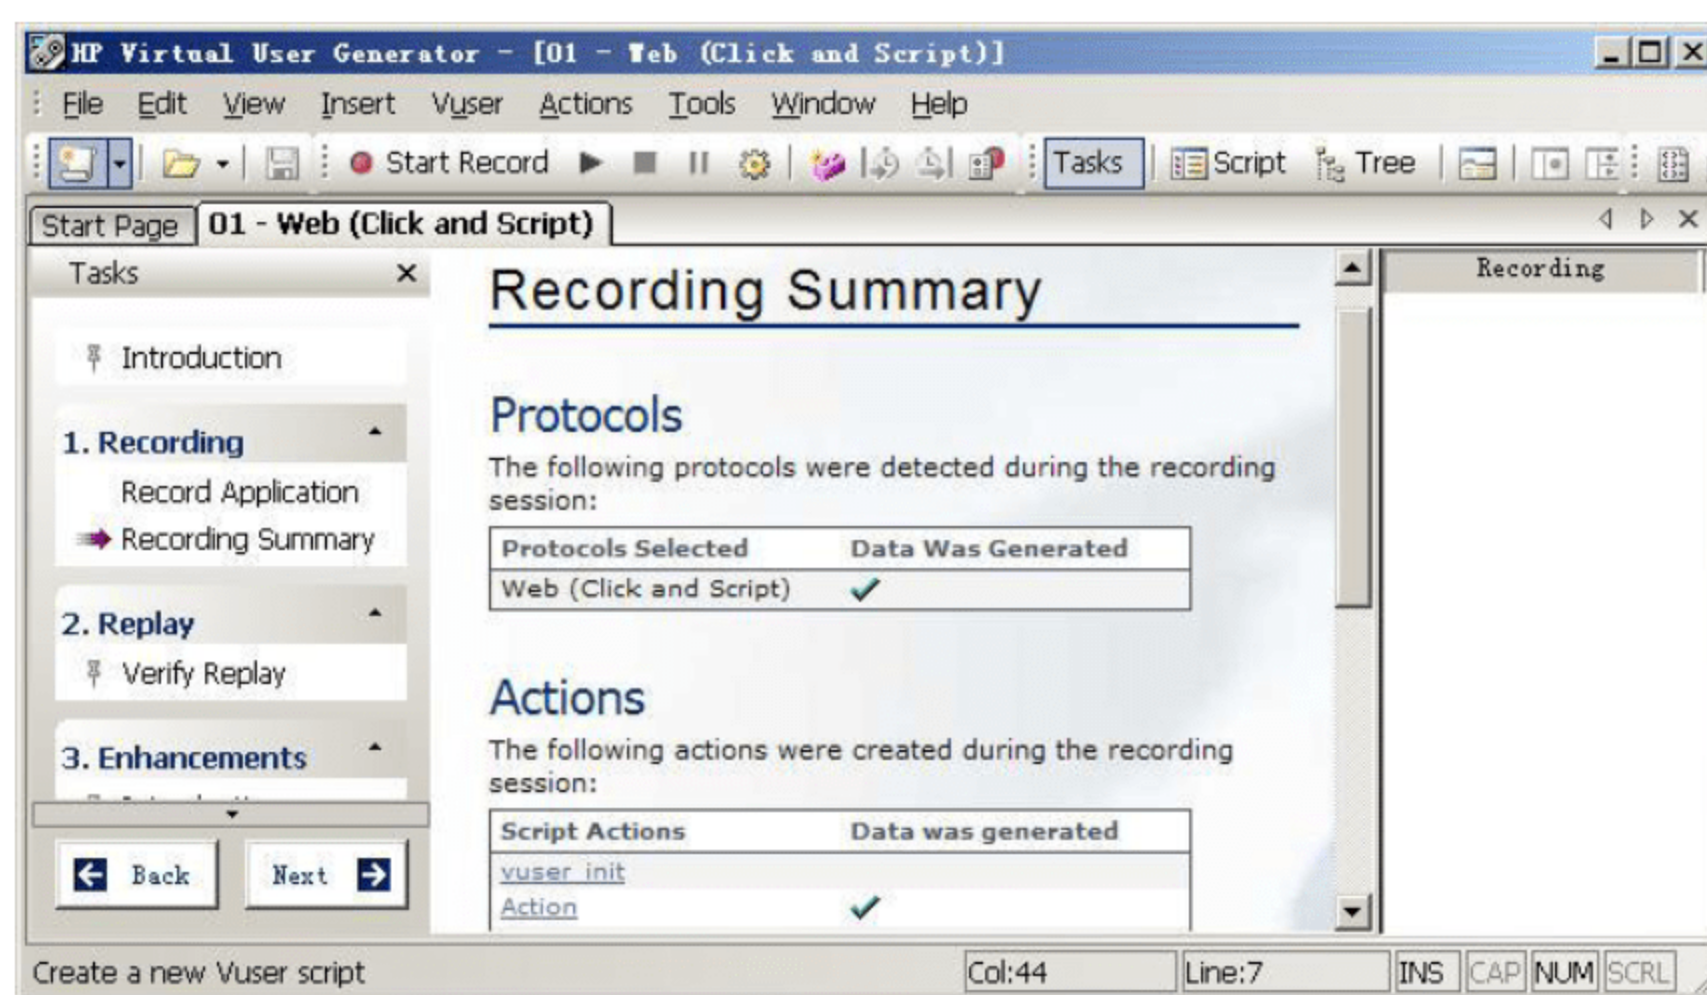 HP Virtual User Generator - [01 - Web (Click and Script)]
File Edit View Insert Vuser Actions Tools Window Help
Start Record Tasks Script Tree
Start Page 01 - Web (Click and Script)
Tasks
Introduction
1. Recording
Record Application
Recording Summary
2. Replay
Verify Replay
3. Enhancements
Back Next
Recording Summary
Protocols
The following protocols were detected during the recording
session:
Protocols Selected Data Was Generated
Web (Click and Script)
Actions
The following actions were created during the recording
session:
Script Actions Data was generated
vuser_init
Action
Recording
Create a new Vuser script Col:44 Line:7 INS CAP NUM SCRL